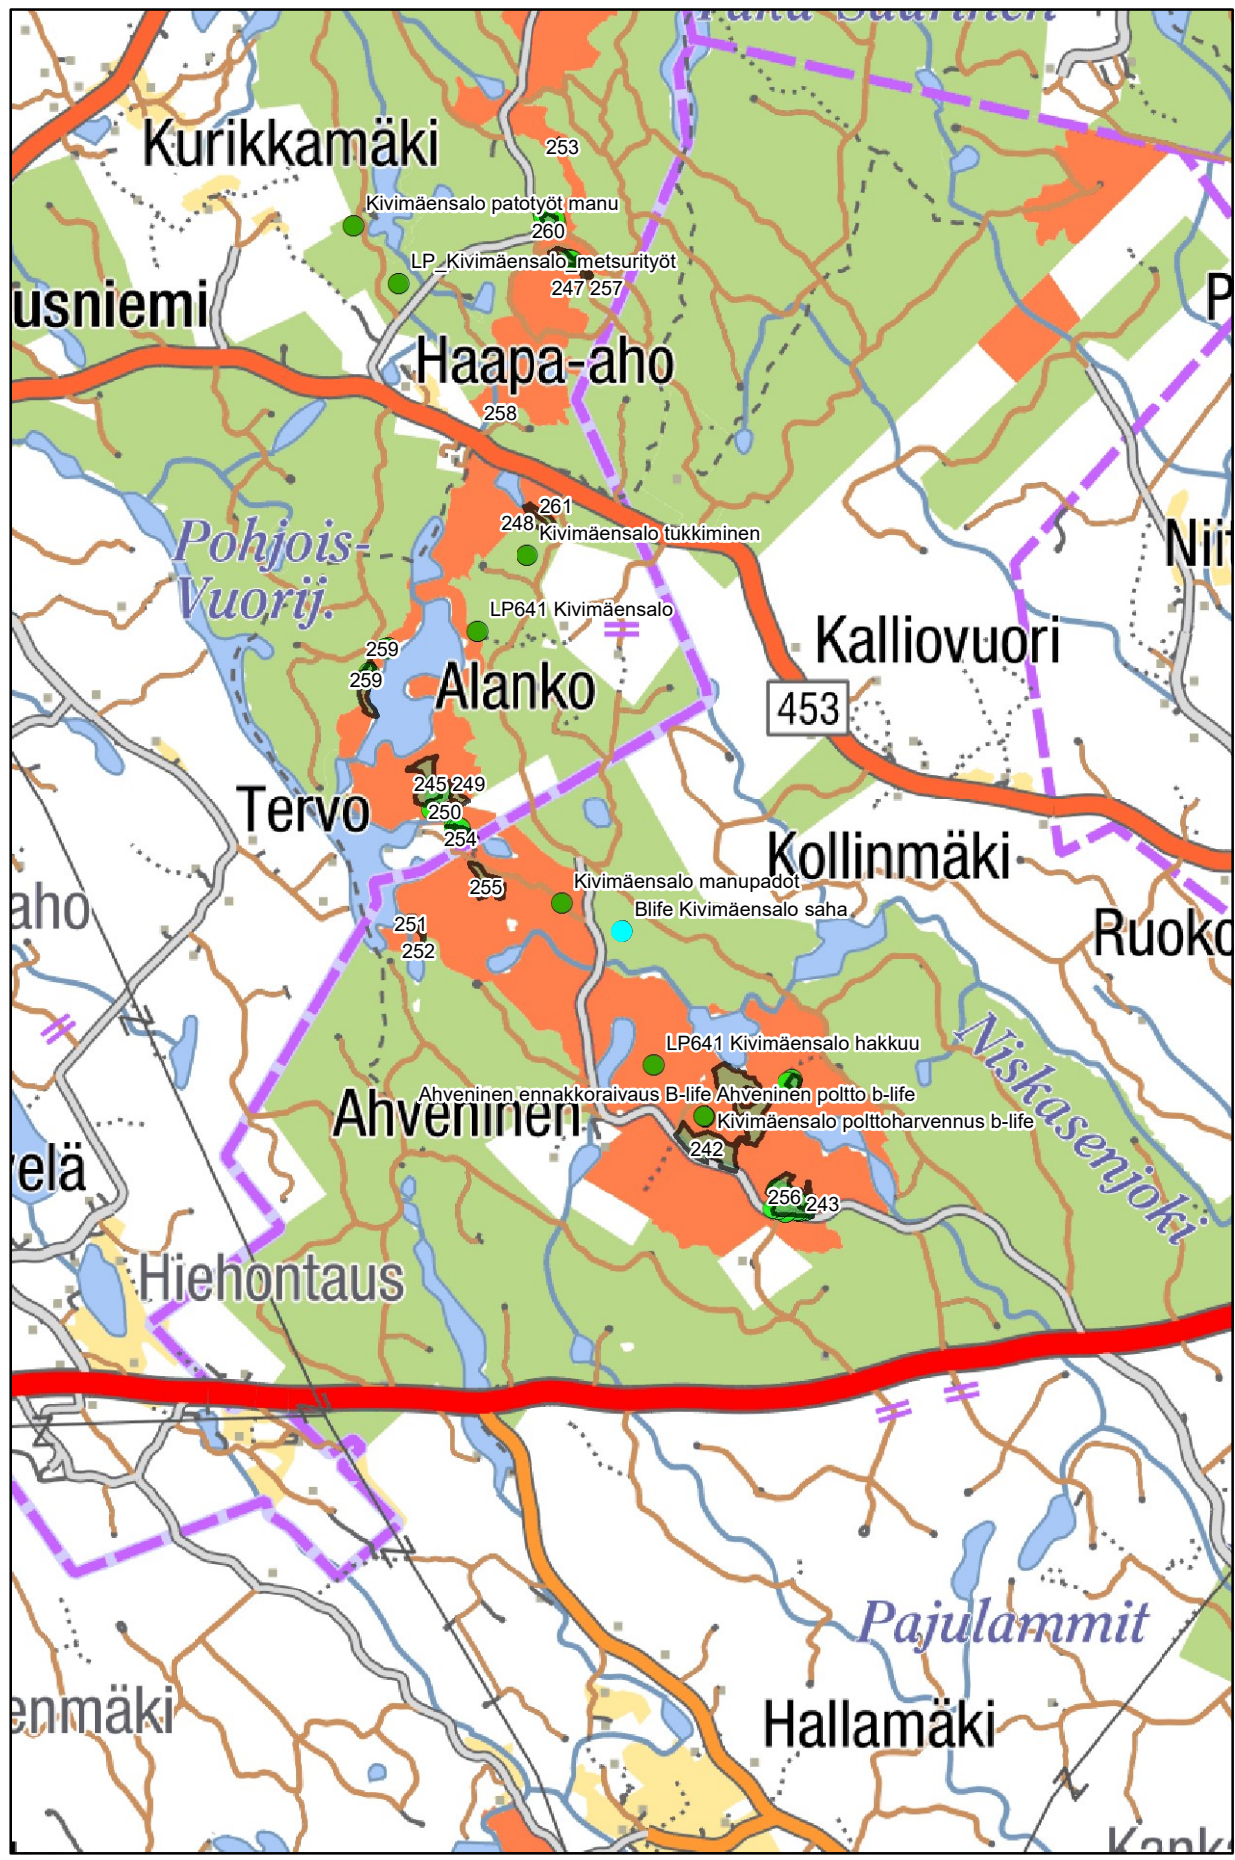 Kurikkamäki
253
Kivimäensalo patotyöt manu
260
LP_Kivimäensalo_metsurityöt
247 257
usniemi
P
Haapa-aho
258
261
248
Kivimäensalo tukkiminen
Pohjois-
Vuorij.
Niit
LP641 Kivimäensalo
Kalliovuori
259
259
Alanko
453
245 249
250
Tervo
254
Kollinmäki
Kivimäensalo manupadot
255
Blife Kivimäensalo saha
aho
251
Ruoko
252
Niskasenjoki
LP641 Kivimäensalo hakkuu
Ahveninen ennakkoraivaus B-life Ahveninen poltto b-life
Ahveninen
Kivimäensalo polttoharvennus b-life
242
elä
256
243
Hiehontaus
Pajulammit
enmäki
Hallamäki